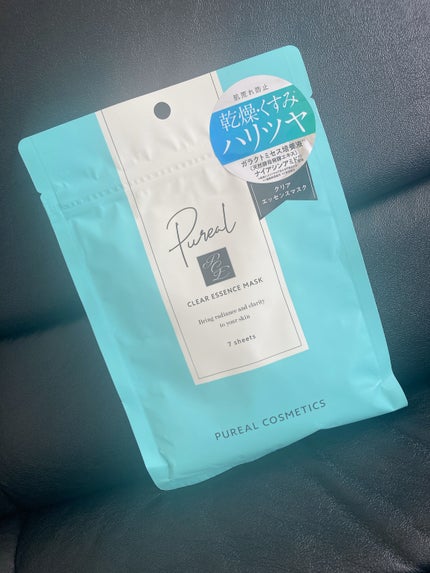 肌荒れ防止
乾燥・くすみ
ハリツヤ
ガラクトミセス培養液
ナイアシンアミド
クリア
エッセンスマスク
Pureal
CLEAR ESSENCE MASK
Bring radiance and clarity
to your skin
7 sheets
PUREAL COSMETICS